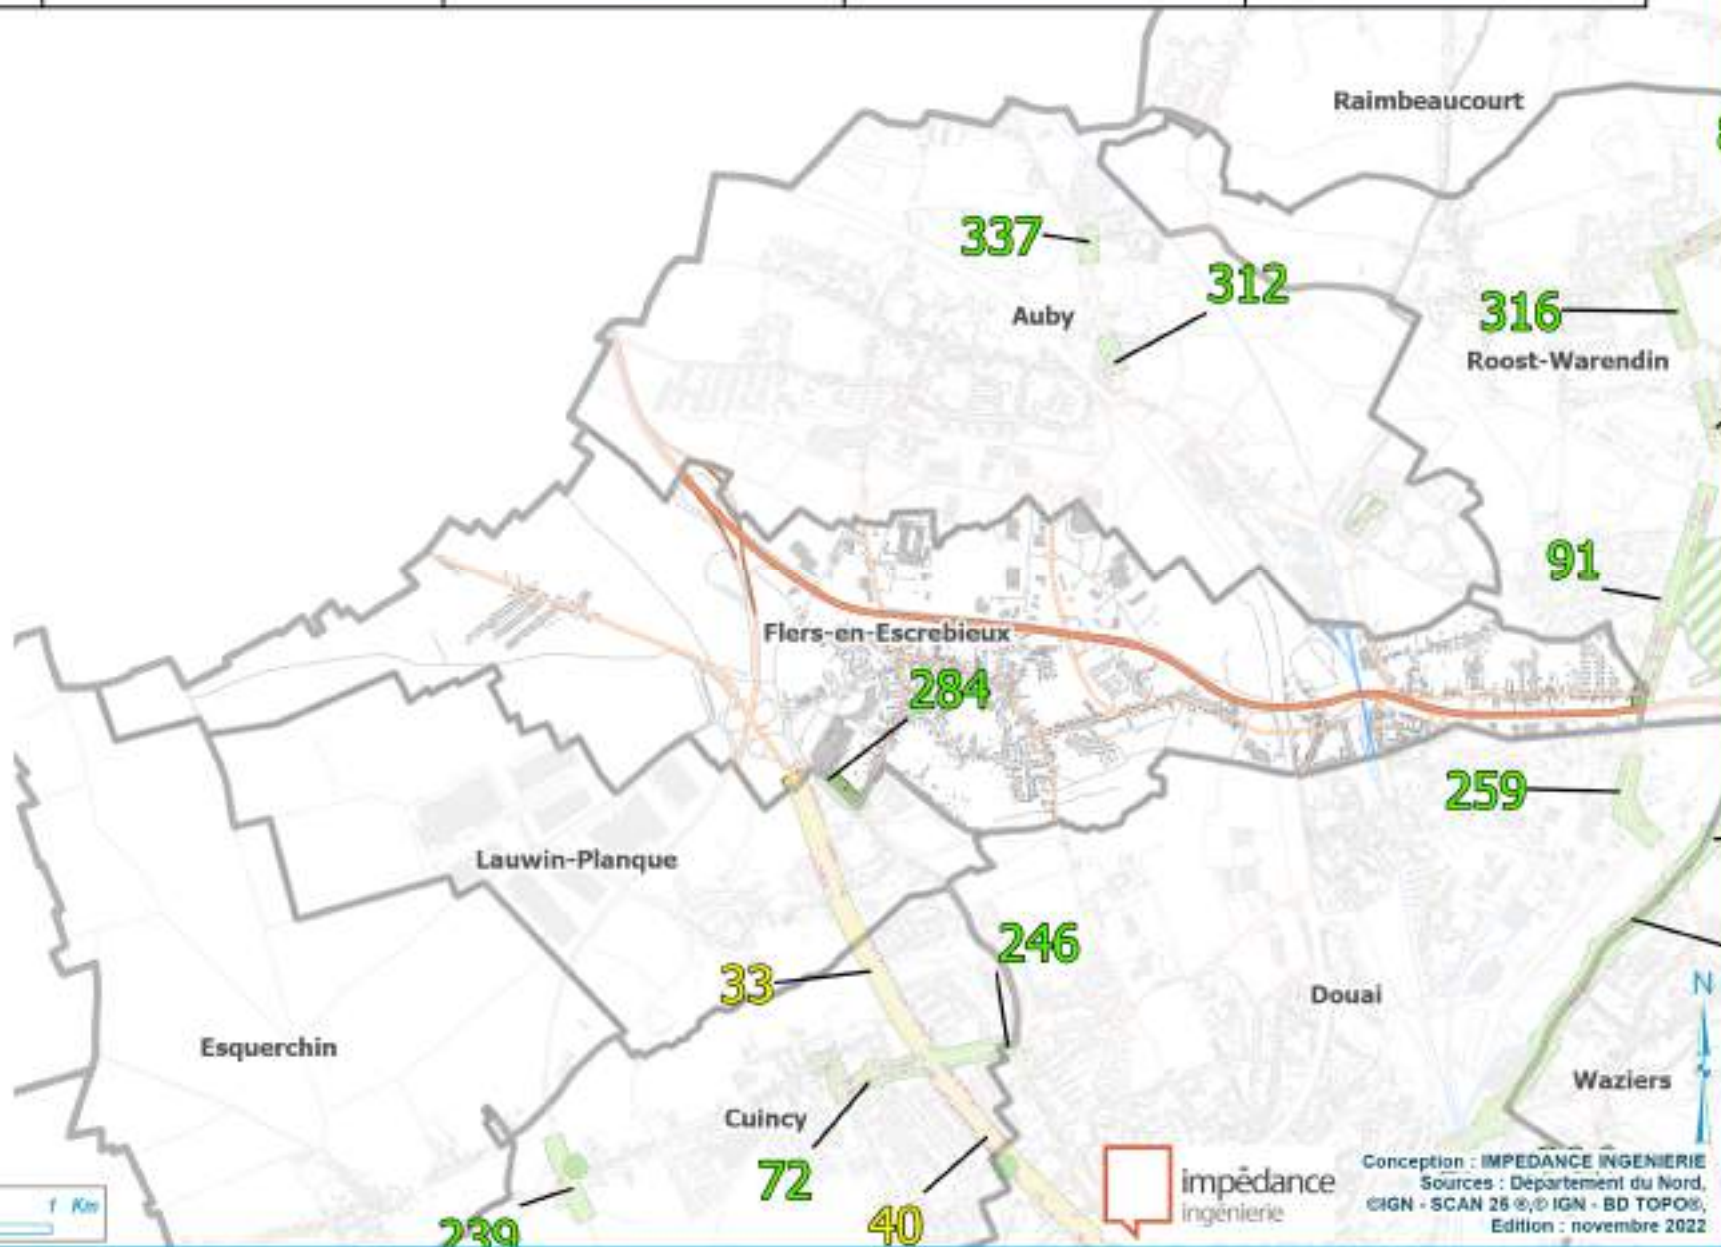 Raimbeaucourt
337
312
Auby
316
Roost-Warendin
91
Flers-en-Escrebieux
284
259
Lauwin-Planque
246
33
Douai
Esquerchin
Waziers
Cuincy
72
239
40
N
1 Km
impédance
ingénierie
Conception : IMPEDANCE INGENIERIE
Sources : Département du Nord,
©IGN - SCAN 26 ®,© IGN - BD TOPO®,
Edition : novembre 2022